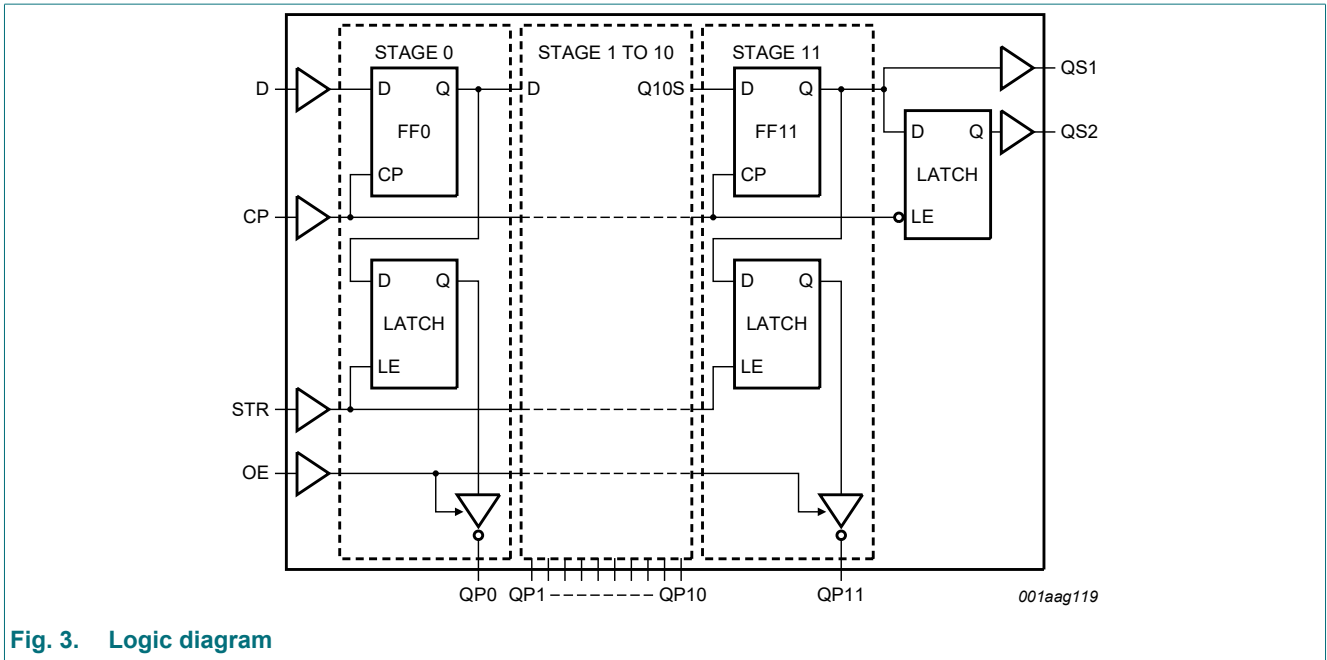 STAGE 0 STAGE 1 TO 10 STAGE 11
D D Q D Q10S D Q QS1
FF0 FF11 D Q QS2
CP CP LATCH
CP LE
D Q D Q
LATCH LATCH
LE LE
STR
OE
QP0 QP1 QP10 QP11 001aag119
Fig. 3. Logic diagram